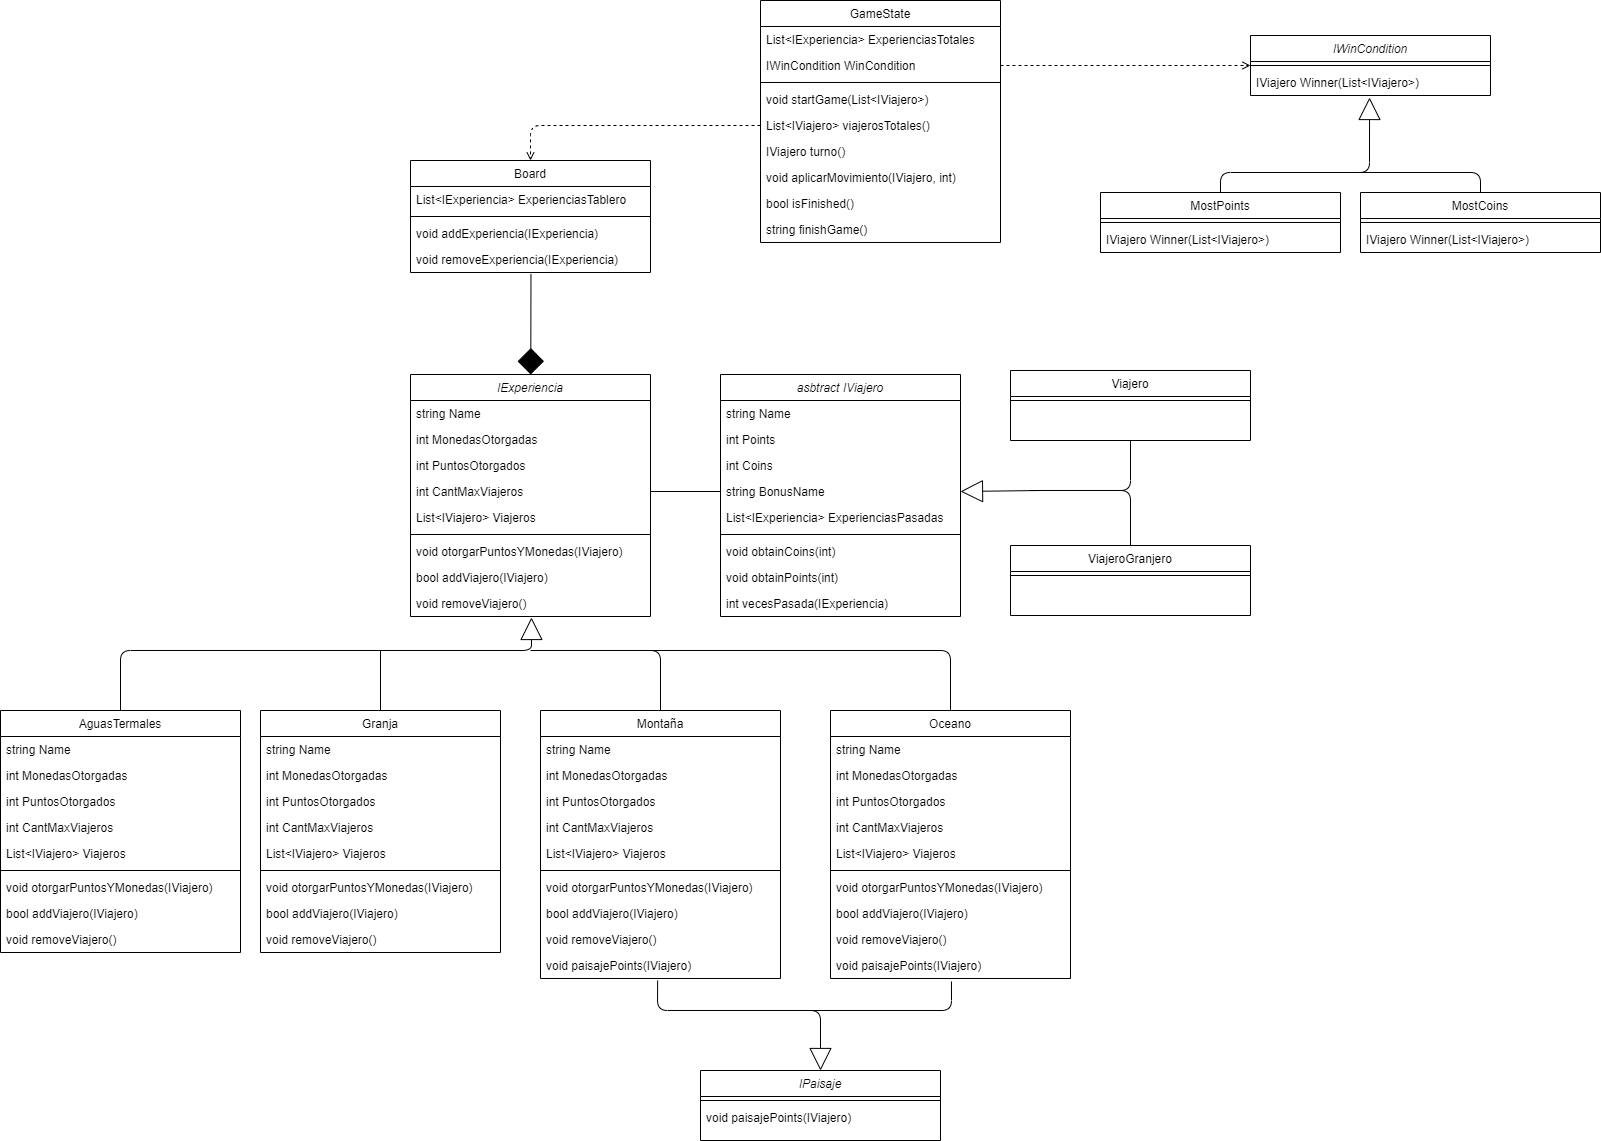 GameState
List<IExperiencia> ExperienciasTotales
IWinCondition WinCondition
void startGame(List<IViajero>)
List<IViajero> viajerosTotales()
IViajero turno()
void aplicarMovimiento(IViajero, int)
bool isFinished()
string finishGame()
IWinCondition
IViajero Winner(List<IViajero>)
MostPoints
IViajero Winner(List<IViajero>)
MostCoins
IViajero Winner(List<IViajero>)
Board
List<IExperiencia> ExperienciasTablero
void addExperiencia(IExperiencia)
void removeExperiencia(IExperiencia)
IExperiencia
string Name
int MonedasOtorgadas
int PuntosOtorgados
int CantMaxViajeros
List<IViajero> Viajeros
void otorgarPuntosYMonedas(IViajero)
bool addViajero(IViajero)
void removeViajero()
asbtract IViajero
string Name
int Points
int Coins
string BonusName
List<IExperiencia> ExperienciasPasadas
void obtainCoins(int)
void obtainPoints(int)
int vecesPasada(IExperiencia)
Viajero
ViajeroGranjero
AguasTermales
string Name
int MonedasOtorgadas
int PuntosOtorgados
int CantMaxViajeros
List<IViajero> Viajeros
void otorgarPuntosYMonedas(IViajero)
bool addViajero(IViajero)
void removeViajero()
Granja
string Name
int MonedasOtorgadas
int PuntosOtorgados
int CantMaxViajeros
List<IViajero> Viajeros
void otorgarPuntosYMonedas(IViajero)
bool addViajero(IViajero)
void removeViajero()
Montaña
string Name
int MonedasOtorgadas
int PuntosOtorgados
int CantMaxViajeros
List<IViajero> Viajeros
void otorgarPuntosYMonedas(IViajero)
bool addViajero(IViajero)
void removeViajero()
void paisajePoints(IViajero)
Oceano
string Name
int MonedasOtorgadas
int PuntosOtorgados
int CantMaxViajeros
List<IViajero> Viajeros
void otorgarPuntosYMonedas(IViajero)
bool addViajero(IViajero)
void removeViajero()
void paisajePoints(IViajero)
IPaisaje
void paisajePoints(IViajero)